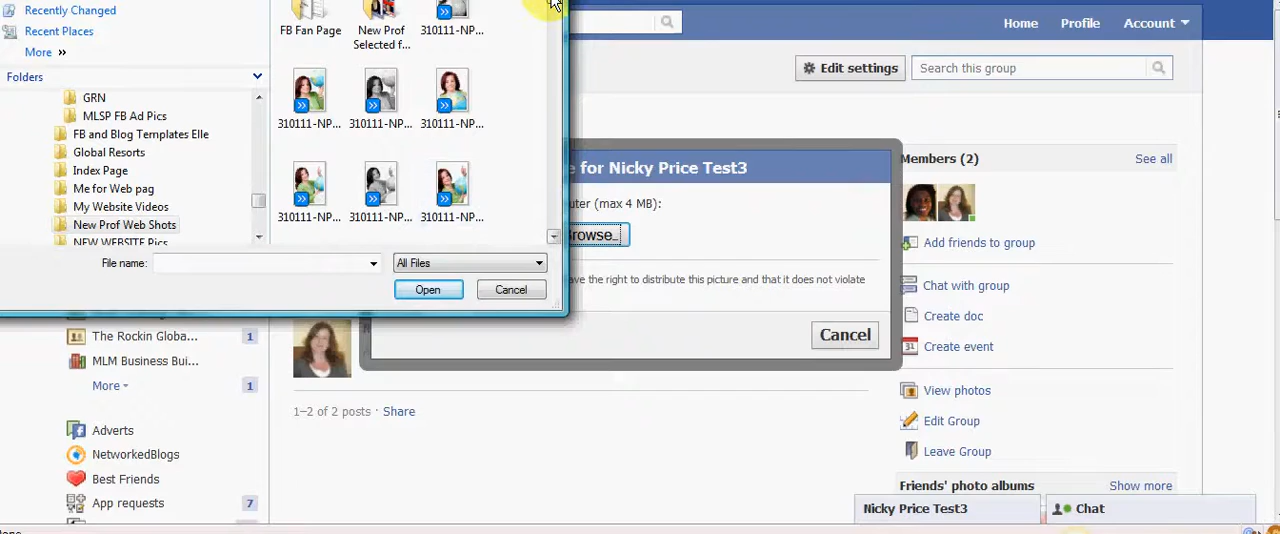 Recently Changed
Recent Places
More »
Folders
GRN
MLSP FB Ad Pics
FB and Blog Templates Elle
Global Resorts
Index Page
Me for Web pag
My Website Videos
New Prof Web Shots
NEW WEBSITE Pics
FB Fan Page
New Prof
Selected f...
310111-NP...
310111-NP...
310111-NP...
310111-NP...
310111-NP...
310111-NP...
310111-NP...
File name:
All Files
Open
Cancel
Home
Profile
Account
Edit settings
Search this group
e for Nicky Price Test3
uter (max 4 MB):
Browse..
ave the right to distribute this picture and that it does not violate
Cancel
The Rockin Globa...
1
MLM Business Bui...
More
1
Adverts
NetworkedBlogs
Best Friends
App requests
7
1–2 of 2 posts · Share
Members (2)
See all
Add friends to group
Chat with group
Create doc
31
Create event
View photos
Edit Group
Leave Group
Friends' photo albums
Show more
Nicky Price Test3
Chat